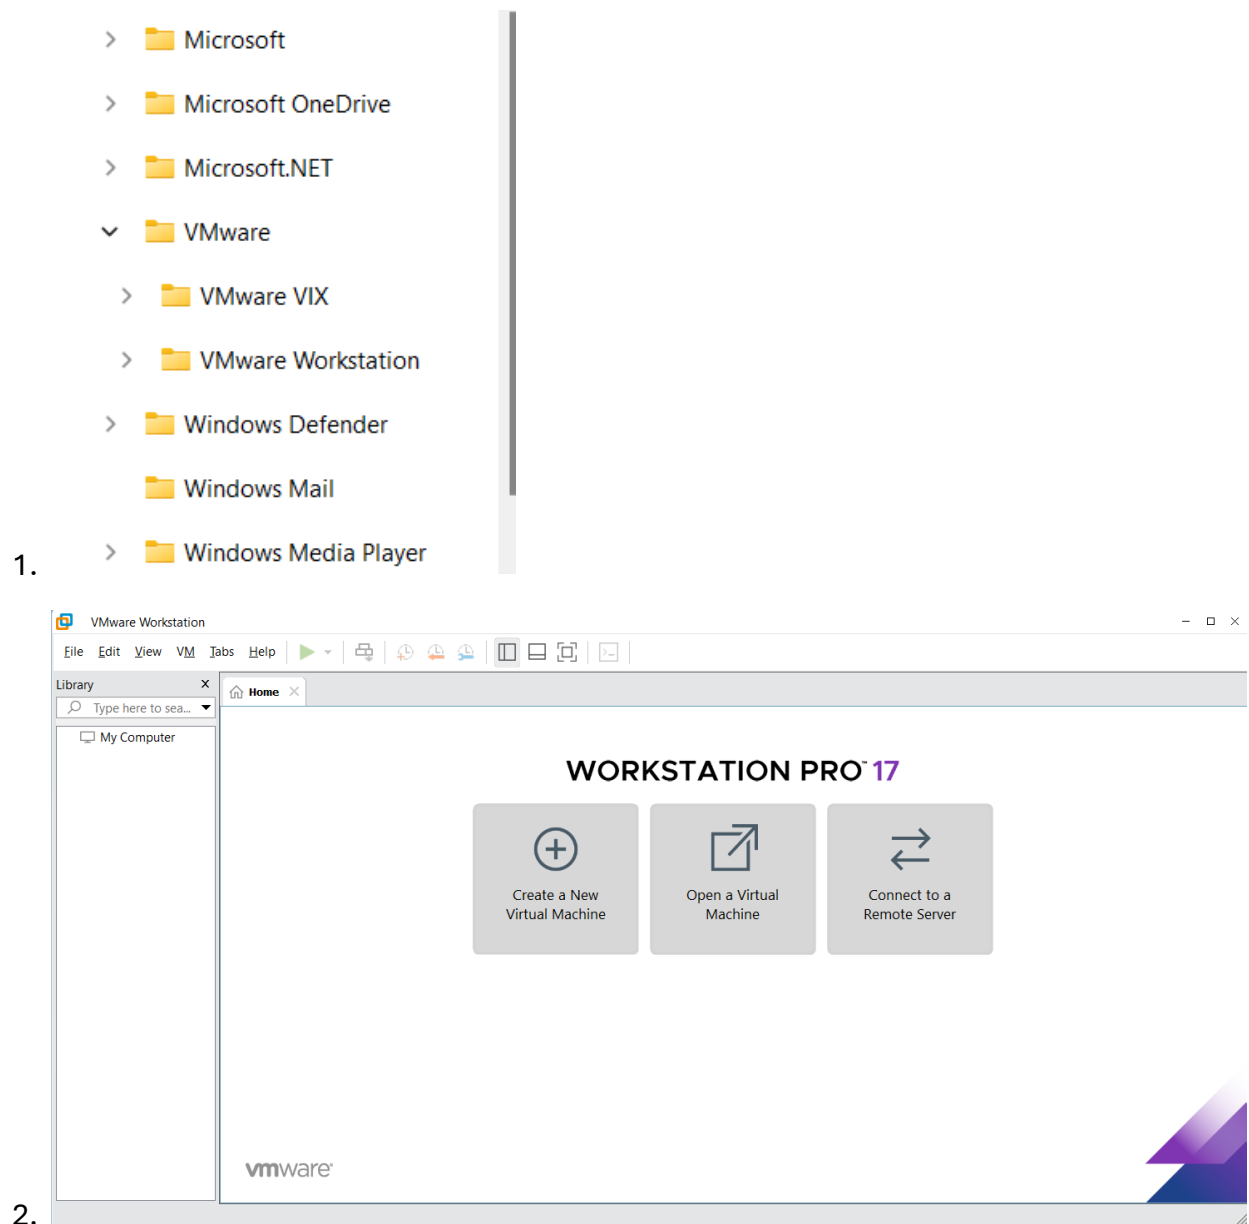 Microsoft
Microsoft OneDrive
Microsoft.NET
VMware
VMware VIX
VMware Workstation
Windows Defender
Windows Mail
Windows Media Player
1.
VMware Workstation
File Edit View VM Tabs Help
Library X
Type here to sea...
My Computer
Home
WORKSTATION PRO™ 17
Create a New
Virtual Machine
Open a Virtual
Machine
Connect to a
Remote Server
vmware®
2.